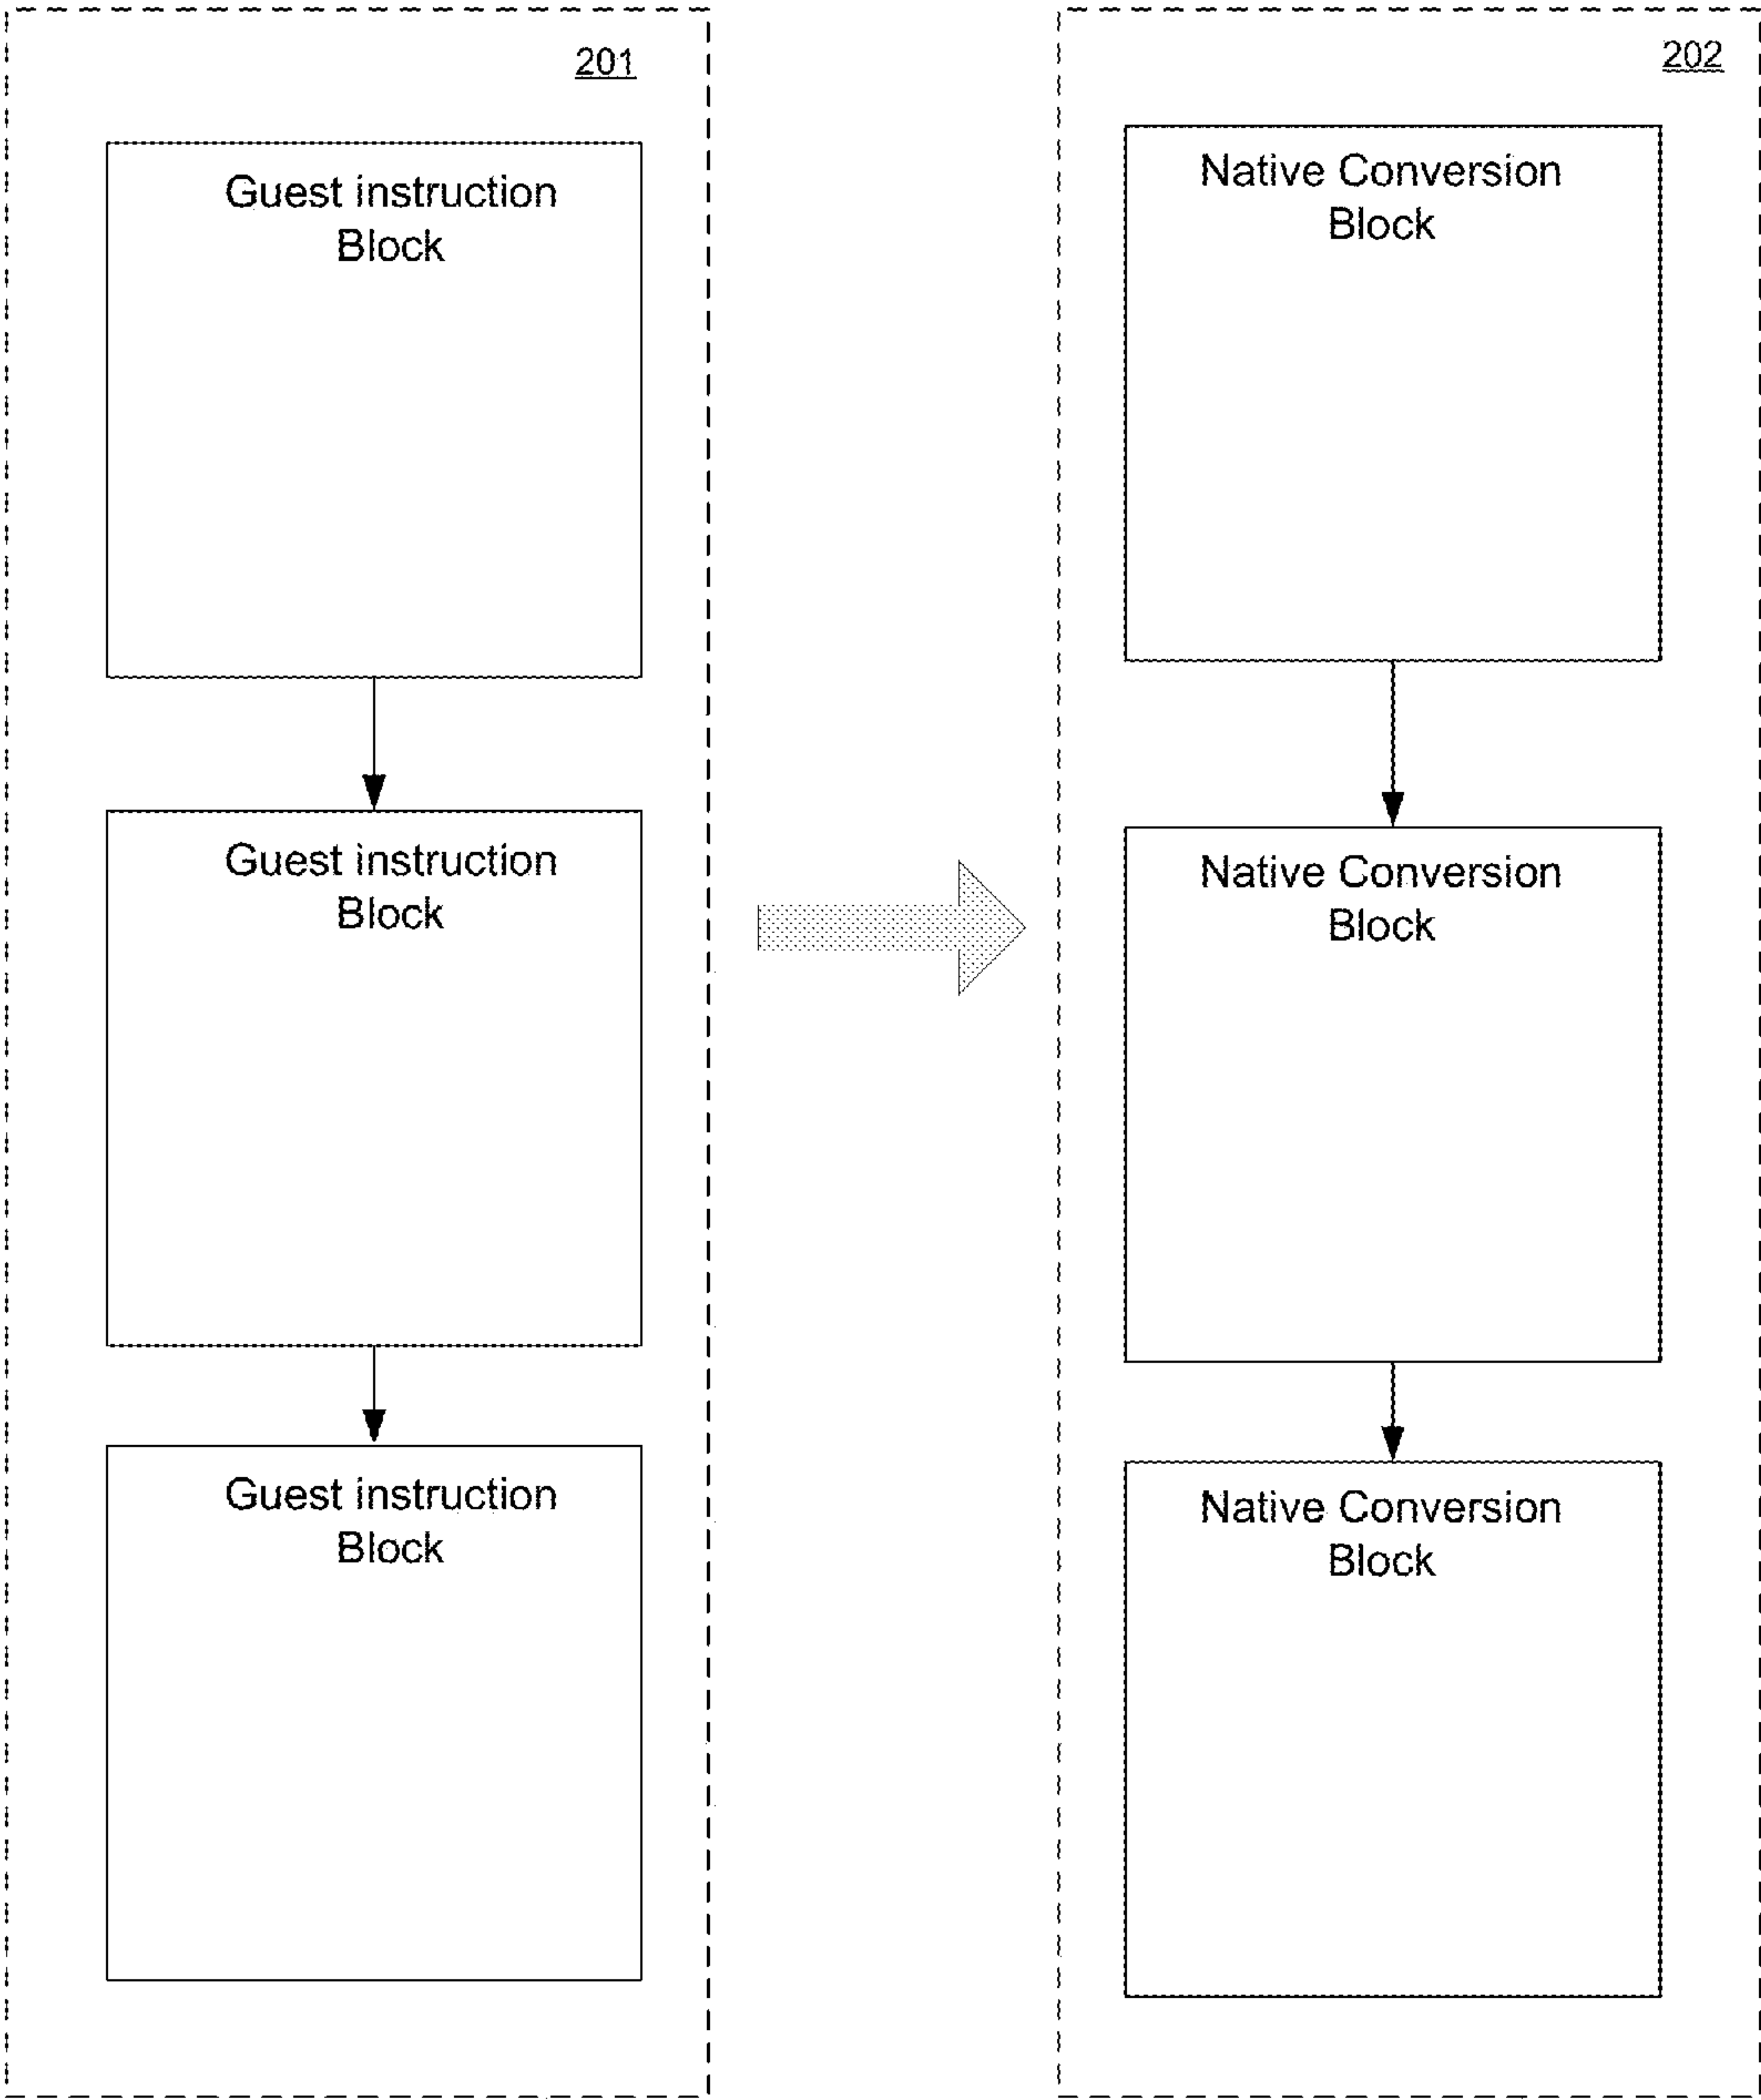 201
Guest instruction
Block
Guest instruction
Block
Guest instruction
Block
202
Native Conversion
Block
Native Conversion
Block
Native Conversion
Block